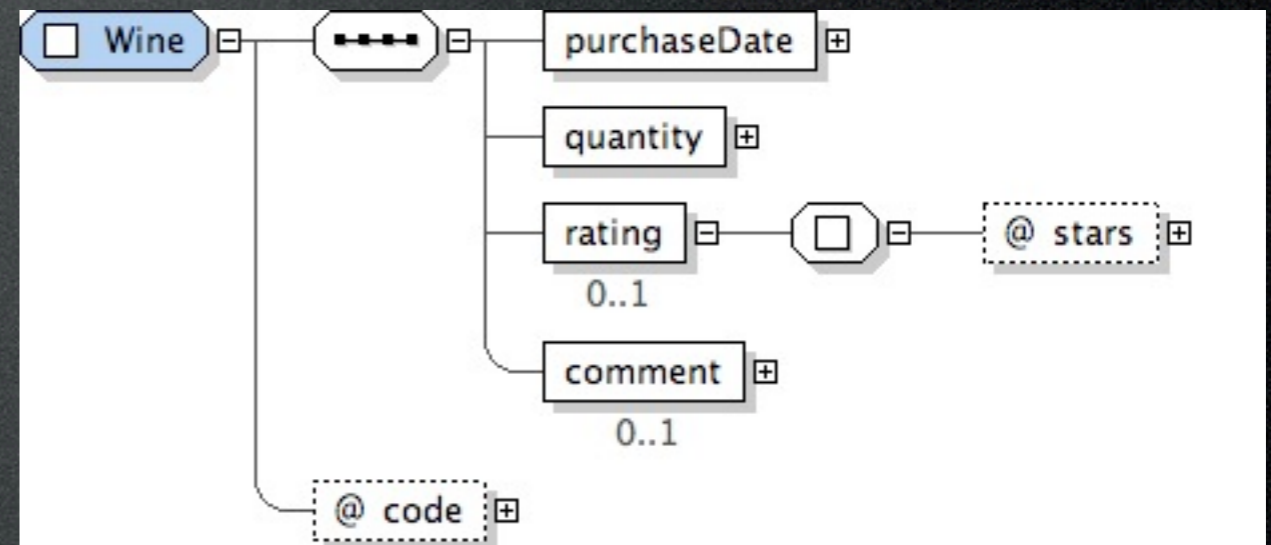 Wine
purchaseDate
quantity
rating
@ stars
0..1
comment
0..1
@ code